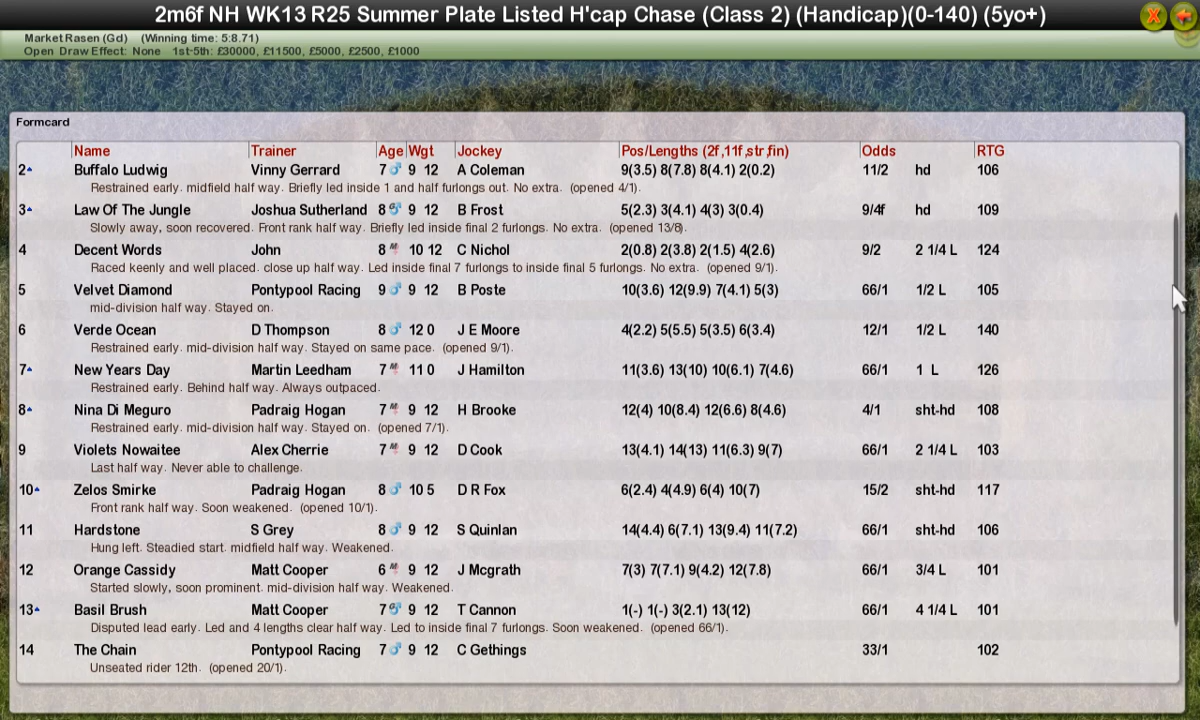 2m6f NH WK13 R25 Summer Plate Listed H'cap Chase (Class 2) (Handicap)(0-140) (5yo+)
MarketRasen (Gd) (Winning time: 5:8.71)
Open Draw Effect: None 1st-5th: £30000, £11500, £5000, £2500, £1000
Formcard
Name Trainer Age Wgt Jockey Pos/Lengths (2f,11f,str,fin) Odds RTG
2 Buffalo Ludwig Vinny Gerrard 7 9 12 A Coleman 9(3.5) 8(7.8) 8(4.1) 2(0.2) 11/2 hd 106
Restrained early. midfield half way. Briefly led inside 1 and half furlongs out. No extra. (opened 4/1).
3 Law Of The Jungle Joshua Sutherland 8 9 12 B Frost 5(2.3) 3(4.1) 4(3) 3(0.4) 9/4f hd 109
Slowly away, soon recovered. Front rank half way. Briefly led inside final 2 furlongs. No extra. (opened 13/8).
4 Decent Words John 8 10 12 C Nichol 2(0.8) 2(3.8) 2(1.5) 4(2.6) 9/2 2 1/4 L 124
Raced keenly and well placed. close up half way. Led inside final 7 furlongs to inside final 5 furlongs. No extra. (opened 9/1).
5 Velvet Diamond Pontypool Racing 9 9 12 B Poste 10(3.6) 12(9.9) 7(4.1) 5(3) 66/1 1/2 L 105
mid-division half way. Stayed on.
6 Verde Ocean D Thompson 8 12 0 J E Moore 4(2.2) 5(5.5) 5(3.5) 6(3.4) 12/1 1/2 L 140
Restrained early. mid-division half way. Stayed on same pace. (opened 9/1).
7 New Years Day Martin Leedham 7 11 0 J Hamilton 11(3.6) 13(10) 10(6.1) 7(4.6) 66/1 1 L 126
Restrained early. Behind half way. Always outpaced.
8 Nina Di Meguro Padraig Hogan 7 9 12 H Brooke 12(4) 10(8.4) 12(6.6) 8(4.6) 4/1 sht-hd 108
Restrained early. mid-division half way. Stayed on. (opened 7/1).
9 Violets Nowaitee Alex Cherrie 7 9 12 D Cook 13(4.1) 14(13) 11(6.3) 9(7) 66/1 2 1/4 L 103
Last half way. Never able to challenge.
10 Zelos Smirke Padraig Hogan 8 10 5 D R Fox 6(2.4) 4(4.9) 6(4) 10(7) 15/2 sht-hd 117
Front rank half way. Soon weakened. (opened 10/1).
11 Hardstone S Grey 8 9 12 S Quinlan 14(4.4) 6(7.1) 13(9.4) 11(7.2) 66/1 sht-hd 106
Hung left. Steadied start. midfield half way. Weakened.
12 Orange Cassidy Matt Cooper 6 9 12 J Mcgrath 7(3) 7(7.1) 9(4.2) 12(7.8) 66/1 3/4 L 101
Started slowly, soon prominent. mid-division half way. Weakened.
13 Basil Brush Matt Cooper 7 9 12 T Cannon 1(-) 1(-) 3(2.1) 13(12) 66/1 4 1/4 L 101
Disputed lead early. Led and 4 lengths clear half way. Led to inside final 7 furlongs. Soon weakened. (opened 66/1).
14 The Chain Pontypool Racing 7 9 12 C Gethings 33/1 102
Unseated rider 12th. (opened 20/1).